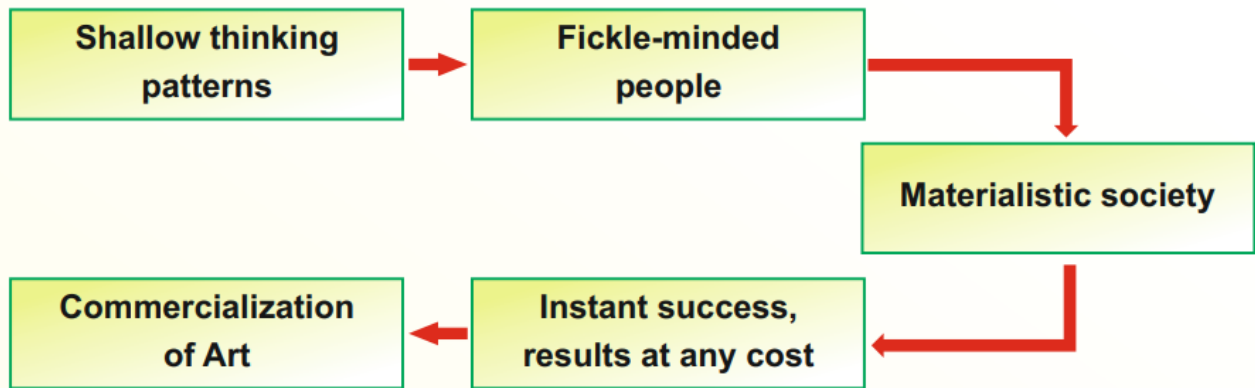 Shallow thinking
patterns
Fickle-minded
people
Materialistic society
Instant success,
results at any cost
Commercialization
of Art